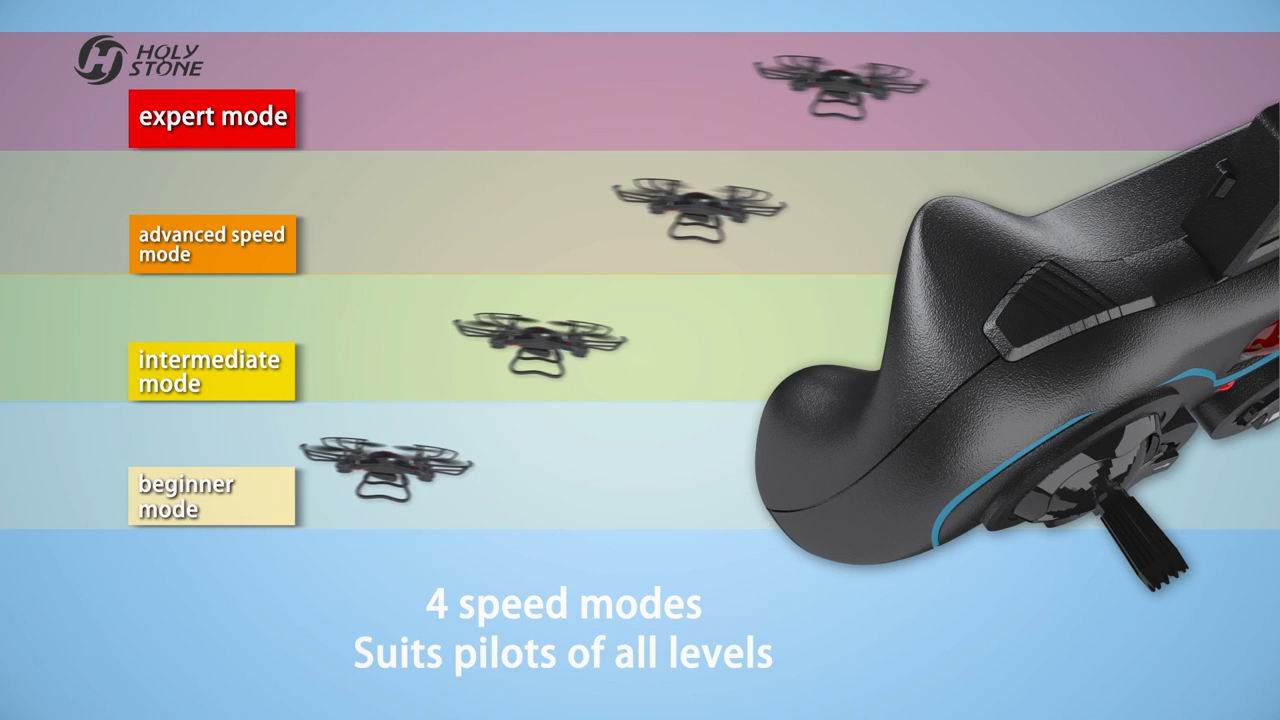 HOLY
STONE
expert mode
advanced speed
mode
intermediate
mode
beginner
mode
4 speed modes
Suits pilots of all levels